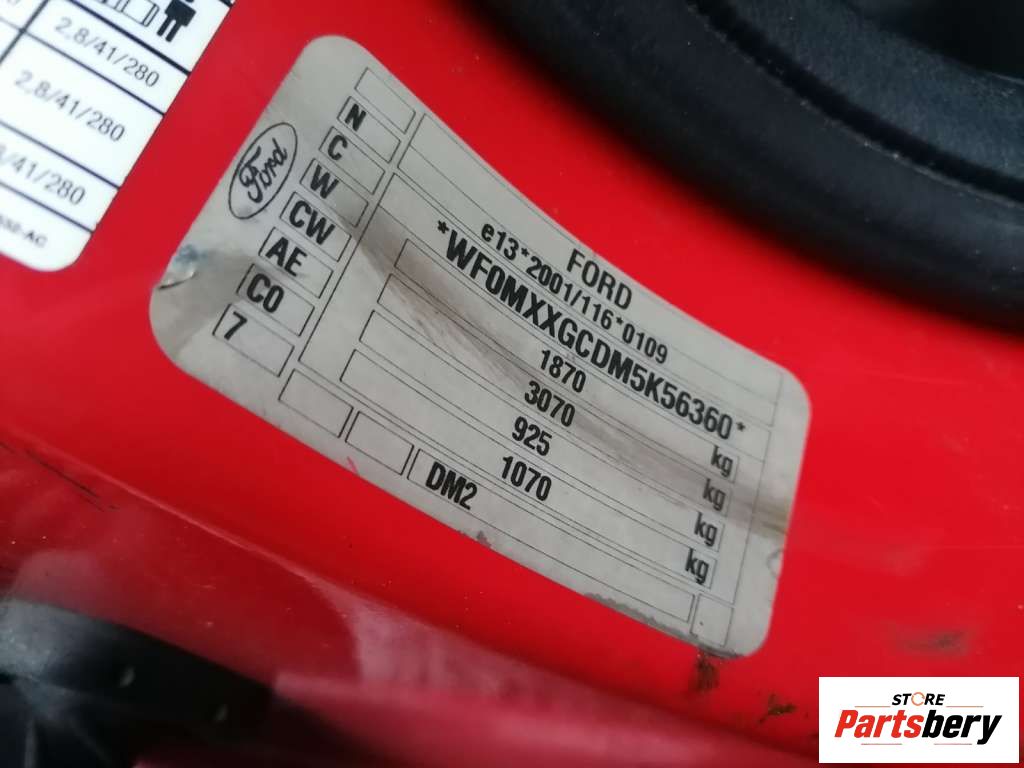 2,8/41/280
2,8/41/280
/41/280
Ford
N
C
W
CW
AE
C0
7
FORD
e13*2001/116*0109
*WF0MXXGCDM5K56360*
1870 kg
3070 kg
925 kg
1070 kg
DM2
STORE
Partsbery